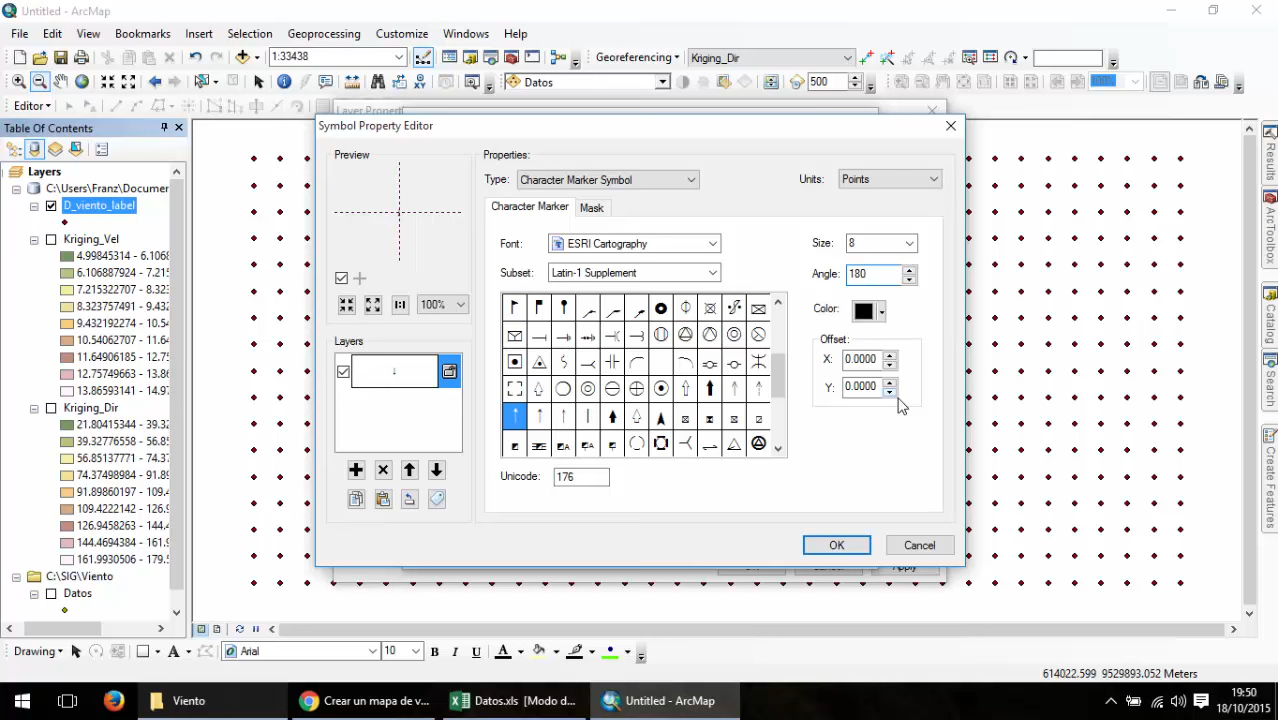 Untitled - ArcMap
File Edit View Bookmarks Insert Selection Geoprocessing Customize Windows Help
1:33438 Georeferencing Kriging_Dir
Datos 500 100%
Editor
Table Of Contents
Layers
C:\Users\Franz\Documer
D_viento_label
Kriging_Vel
4.99845314 - 6.1068
6.106887924 - 7.215
7.215322707 - 8.323
8.323757491 - 9.432
9.432192274 - 10.54
10.54062706 - 11.64
11.64906185 - 12.75
12.75749664 - 13.86
13.86593141 - 14.97
Kriging_Dir
21.80415344 - 39.32
39.32776558 - 56.85
56.85137771 - 74.37
74.37498984 - 91.89
91.89860197 - 109.4
109.4222142 - 126.9
126.9458263 - 144.4
144.4694384 - 161.9
161.9930506 - 179.5
C:\SIG\Viento
Datos
Layer Properti
Symbol Property Editor
Preview
100%
Layers
Properties:
Type: Character Marker Symbol Units: Points
Character Marker Mask
Font: ESRI Cartography Size: 8
Subset: Latin-1 Supplement Angle: 180
Color:
Offset:
X: 0.0000
Y: 0.0000
Unicode: 176
OK Cancel
Apply
Results
ArcToolbox
Catalog
Search
Create Features
Drawing Arial 10 B I U A
614022.599 9529893.052 Meters
Viento Crear un mapa de v... Datos.xls [Modo d... Untitled - ArcMap
19:50
18/10/2015